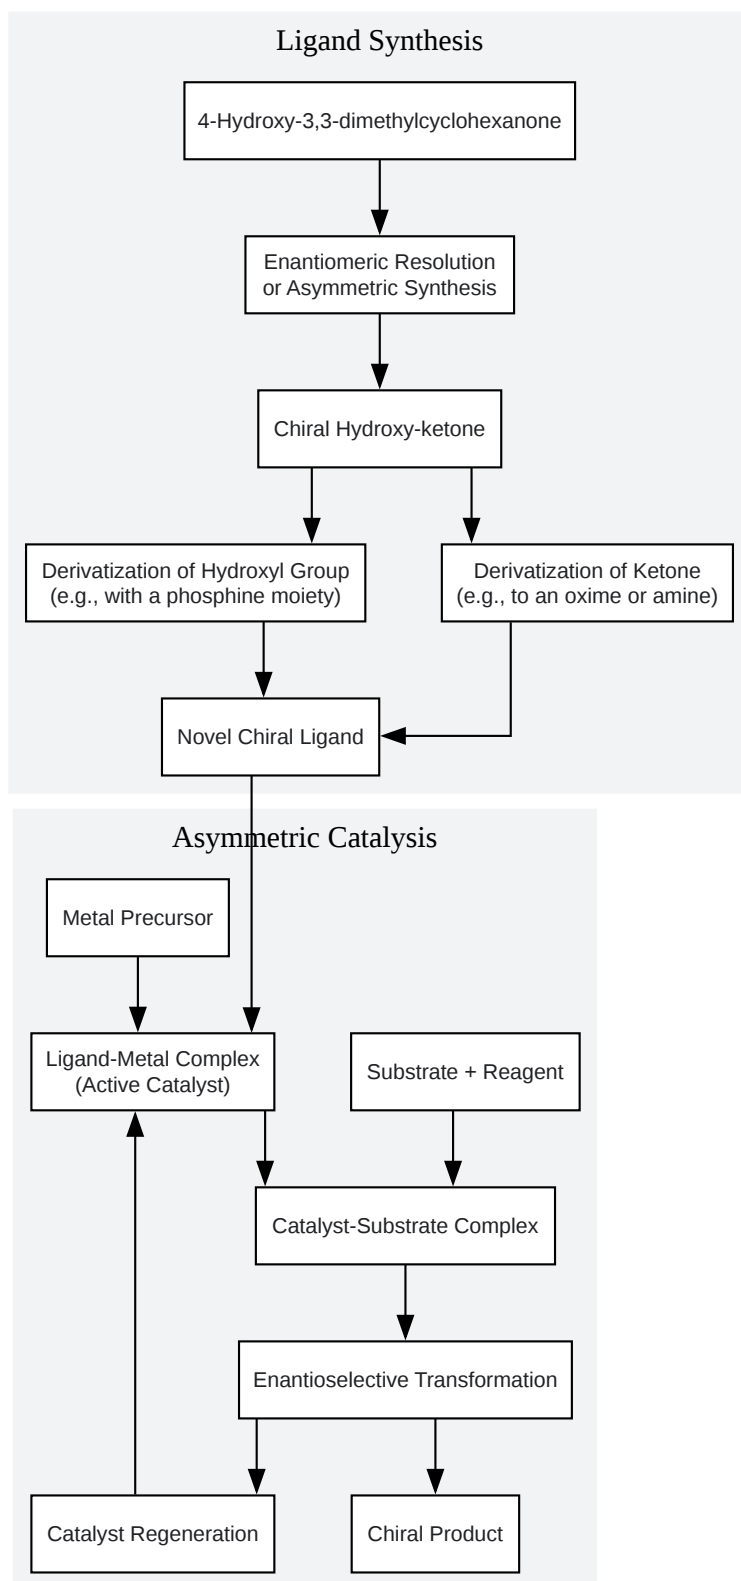 Ligand Synthesis
4-Hydroxy-3,3-dimethylcyclohexanone
Enantiomeric Resolution
or Asymmetric Synthesis
Chiral Hydroxy-ketone
Derivatization of Hydroxyl Group
(e.g., with a phosphine moiety)
Derivatization of Ketone
(e.g., to an oxime or amine)
Novel Chiral Ligand
Asymmetric Catalysis
Metal Precursor
Ligand-Metal Complex
(Active Catalyst)
Substrate + Reagent
Catalyst-Substrate Complex
Enantioselective Transformation
Catalyst Regeneration
Chiral Product